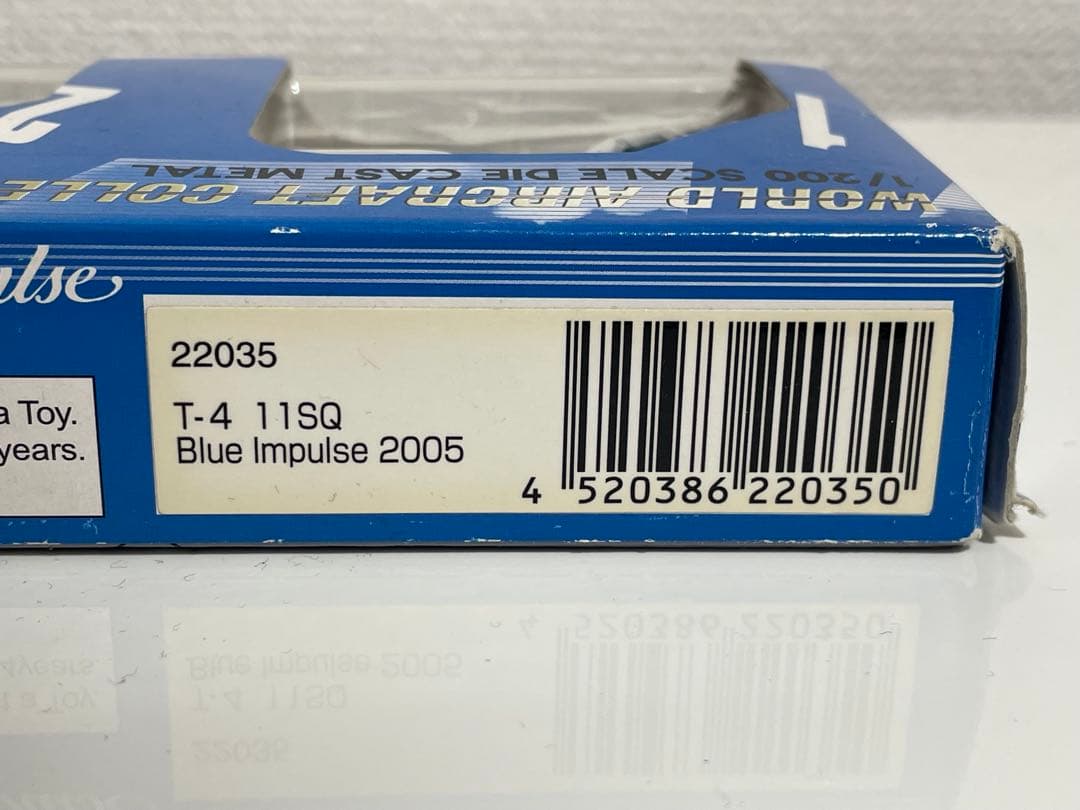 2
1
1/200 SCALE DIE CAST METAL
WORLD AIRCRAFT COLLE
ulse
22035
T-4 11SQ
Blue Impulse 2005
a Toy.
years.
4 520386 220350